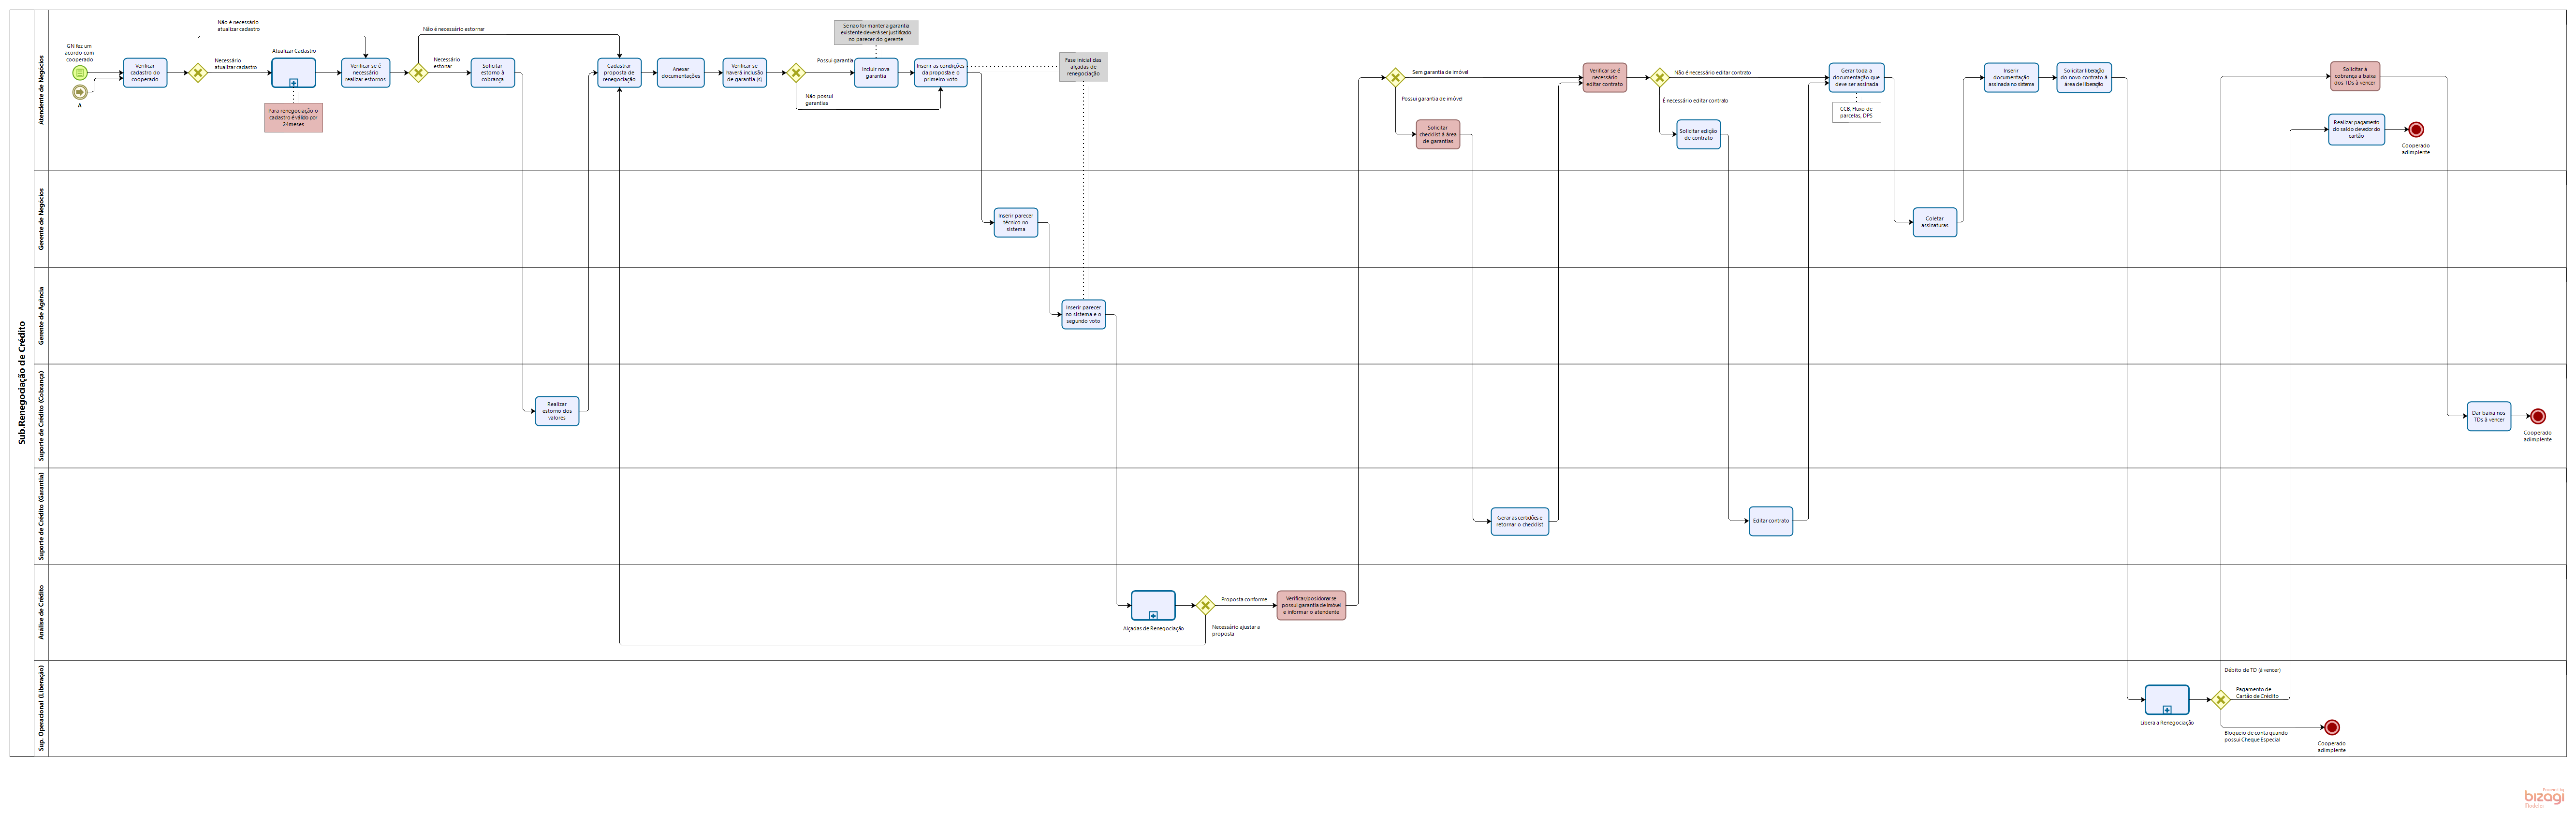 Sub.Renegociação de Crédito
Atendente de Negócios
GN fez um
acordo com
cooperado
A
Verificar
cadastro do
cooperado
Não é necessário
atualizar cadastro
Necessário
atualizar cadastro
Atualizar Cadastro
Para renegociação o
cadastro é válido por
24meses
Verificar se é
necessário
realizar estornos
Não é necessário estornar
Necessário
estonar
Solicitar
estorno à
cobrança
Cadastrar
proposta de
renegociação
Anexar
documentações
Verificar se
haverá inclusão
de garantia (s)
Possui garantia
Não possui
garantias
Se nao for manter a garantia
existente deverá ser justificado
no parecer do gerente
Incluir nova
garantia
Inserir as condições
da proposta e o
primeiro voto
Fase inicial das
alçadas de
renegociação
Sem garantia de imóvel
Possui garantia de imóvel
Solicitar
checklist à área
de garantias
Verificar se é
necessário
editar contrato
Não é necessário editar contrato
É necessário editar contrato
Solicitar edição
de contrato
Gerar toda a
documentação que
deve ser assinada
CCB, Fluxo de
parcelas, DPS
Inserir
documentação
assinada no sistema
Solicitar liberação
do novo contrato à
área de liberação
Solicitar à
cobrança a baixa
dos TDs à vencer
Realizar pagamento
do saldo devedor do
cartão
Cooperado
adimplente
Gerente de Negócios
Inserir parecer
técnico no
sistema
Coletar
assinaturas
Gerente de Agência
Inserir parecer
no sistema e o
segundo voto
Suporte de Crédito (Cobrança)
Realizar
estorno dos
valores
Dar baixa nos
TDs à vencer
Cooperado
adimplente
Suporte de Crédito (Garantia)
Gerar as certidões e
retornar o checklist
Editar contrato
Análise de Crédito
Alçadas de Renegociação
Proposta conforme
Necessário ajustar a
proposta
Verificar/posicionar se
possui garantia de imóvel
e informar o atendente
Sup. Operacional (Liberação)
Libera a Renegociação
Débito de TD (à vencer)
Pagamento de
Cartão de Crédito
Bloqueio de conta quando
possui Cheque Especial
Cooperado
adimplente
Powered by
bizagi
Modeler